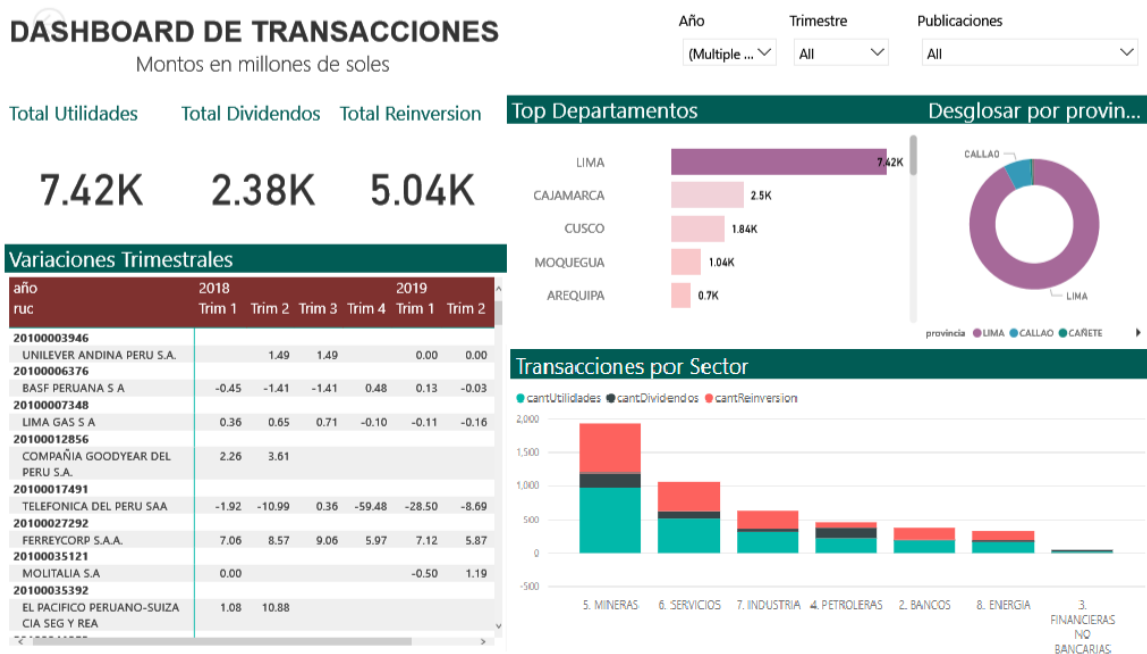 DASHBOARD DE TRANSACCIONES
Montos en millones de soles
Año
Trimestre
Publicaciones
(Multiple ...
All
All
Total Utilidades
Total Dividendos
Total Reinversion
7.42K
2.38K
5.04K
Top Departamentos
LIMA
7.42K
CAJAMARCA
2.5K
CUSCO
1.84K
MOQUEGUA
1.04K
AREQUIPA
0.7K
Desglosar por provin...
CALLAO
LIMA
provincia LIMA CALLAO CAÑETE
Variaciones Trimestrales
año 2018 2019
ruc Trim 1 Trim 2 Trim 3 Trim 4 Trim 1 Trim 2
20100003946
UNILEVER ANDINA PERU S.A. 1.49 1.49 0.00 0.00
20100006376
BASF PERUANA S A -0.45 -1.41 -1.41 0.48 0.13 -0.03
20100007348
LIMA GAS S A 0.36 0.65 0.71 -0.10 -0.11 -0.16
20100012856
COMPAÑIA GOODYEAR DEL 2.26 3.61
PERU S.A.
20100017491
TELEFONICA DEL PERU SAA -1.92 -10.99 0.36 -59.48 -28.50 -8.69
20100027292
FERREYCORP S.A.A. 7.06 8.57 9.06 5.97 7.12 5.87
20100035121
MOLITALIA S.A 0.00 -0.50 1.19
20100035392
EL PACIFICO PERUANO-SUIZA 1.08 10.88
CIA SEG Y REA
Transacciones por Sector
cantUtilidades cantDividendos cantReinversion
2,000
1,500
1,000
500
0
-500
5. MINERAS
6. SERVICIOS
7. INDUSTRIA
4. PETROLERAS
2. BANCOS
8. ENERGIA
3.
FINANCIERAS
NO
BANCARIAS